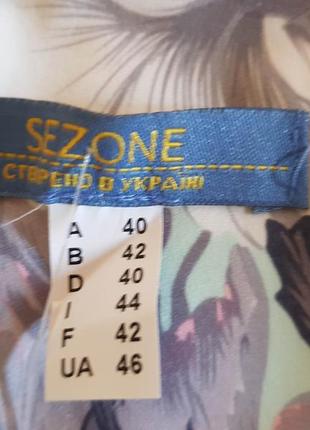 SEZONE
СТВОРЕНО В УКРАЇНІ
A 40
B 42
D 40
I 44
F 42
UA 46